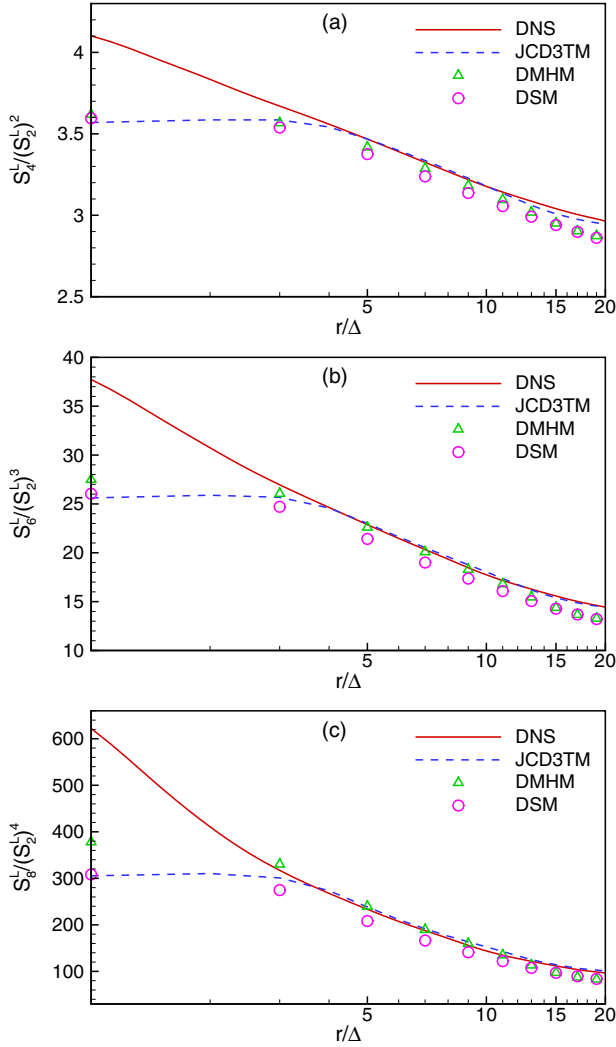 (a)
DNS
JCD3TM
DMHM
DSM
4
3.5
3
2.5
S₄ᴸ/(S₂ᴸ)²
5 10 15 20
r/Δ
(b)
DNS
JCD3TM
DMHM
DSM
40
35
30
25
20
15
10
S₆ᴸ/(S₂ᴸ)³
5 10 15 20
r/Δ
(c)
DNS
JCD3TM
DMHM
DSM
600
500
400
300
200
100
S₈ᴸ/(S₂ᴸ)⁴
5 10 15 20
r/Δ